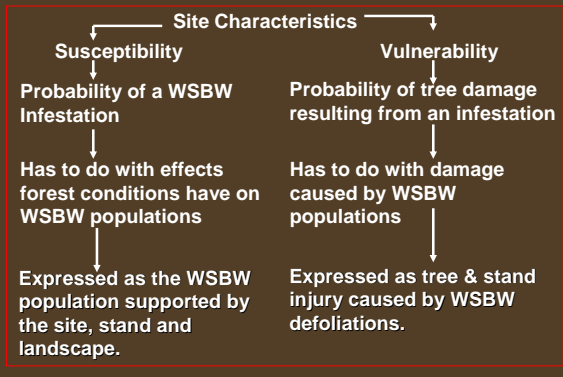 Site Characteristics
Susceptibility
Probability of a WSBW
Infestation
Has to do with effects
forest conditions have on
WSBW populations
Expressed as the WSBW
population supported by
the site, stand and
landscape.
Vulnerability
Probability of tree damage
resulting from an infestation
Has to do with damage
caused by WSBW
populations
Expressed as tree & stand
injury caused by WSBW
defoliations.